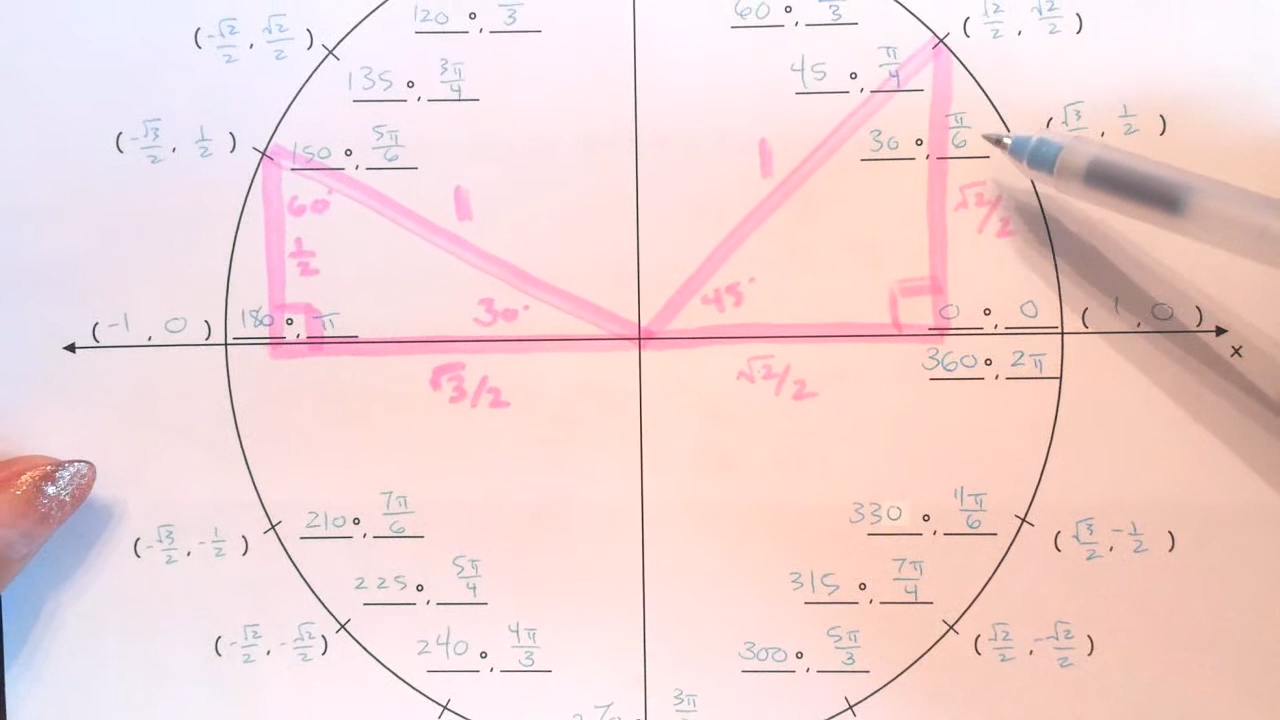 120°, /3
60°, /3
(-√2/2, √2/2)
(√2/2, √2/2)
135°, 3π/4
45°, π/4
(-√3/2, 1/2)
150°, 5π/6
30°, π/6
(√3/2, 1/2)
60°
1
1
√2/2
1/2
30°
45°
(-1, 0)
180°, π
0°, 0
(1, 0)
x
360°, 2π
√3/2
√2/2
210°, 7π/6
330°, 11π/6
(-√3/2, -1/2)
(√3/2, -1/2)
225°, 5π/4
315°, 7π/4
(-√2/2, -√2/2)
240°, 4π/3
300°, 5π/3
(√2/2, -√2/2)
3π